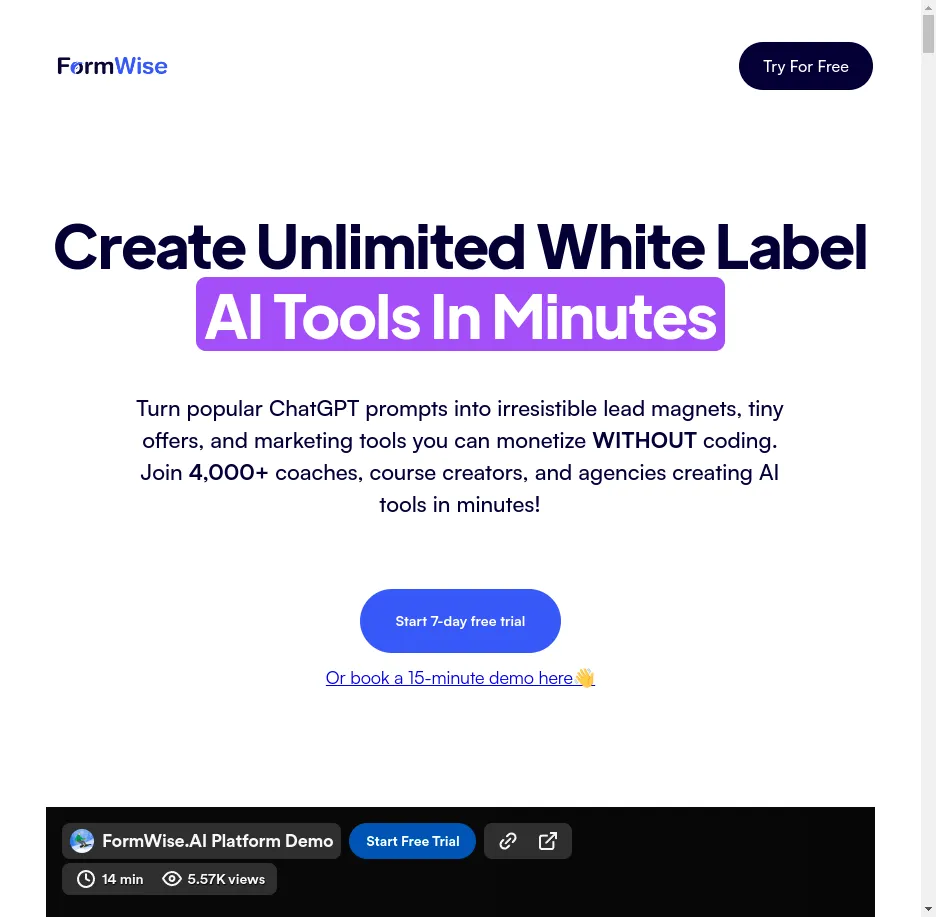 FormWise
Try For Free
Create Unlimited White Label
AI Tools In Minutes
Turn popular ChatGPT prompts into irresistible lead magnets, tiny
offers, and marketing tools you can monetize WITHOUT coding.
Join 4,000+ coaches, course creators, and agencies creating AI
tools in minutes!
Start 7-day free trial
Or book a 15-minute demo here👋
FormWise.AI Platform Demo
Start Free Trial
14 min
5.57K views